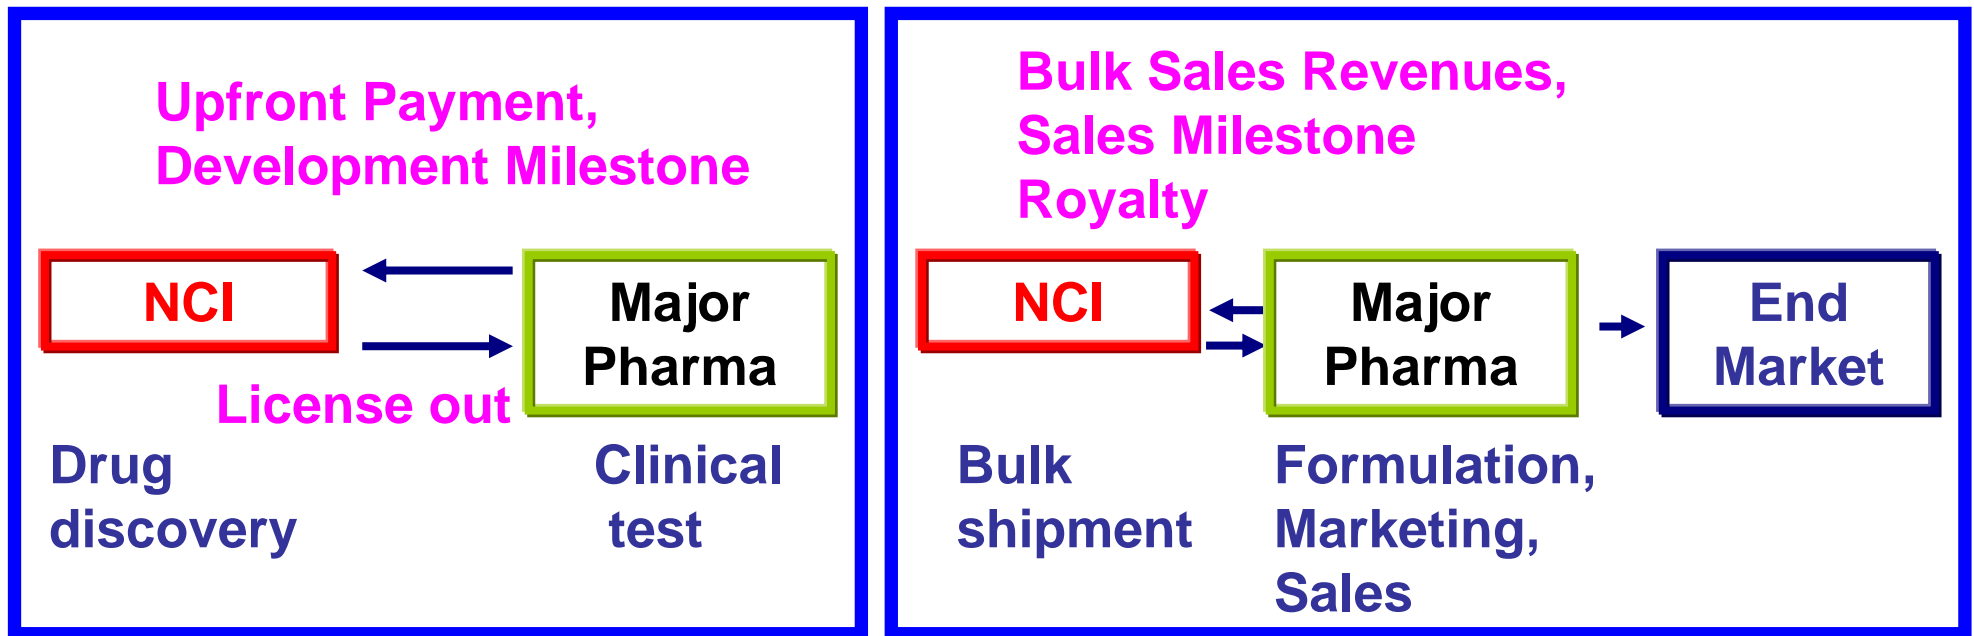 Upfront Payment,
Development Milestone
NCI
Major
Pharma
License out
Drug
discovery
Clinical
test
Bulk Sales Revenues,
Sales Milestone
Royalty
NCI
Major
Pharma
End
Market
Bulk
shipment
Formulation,
Marketing,
Sales